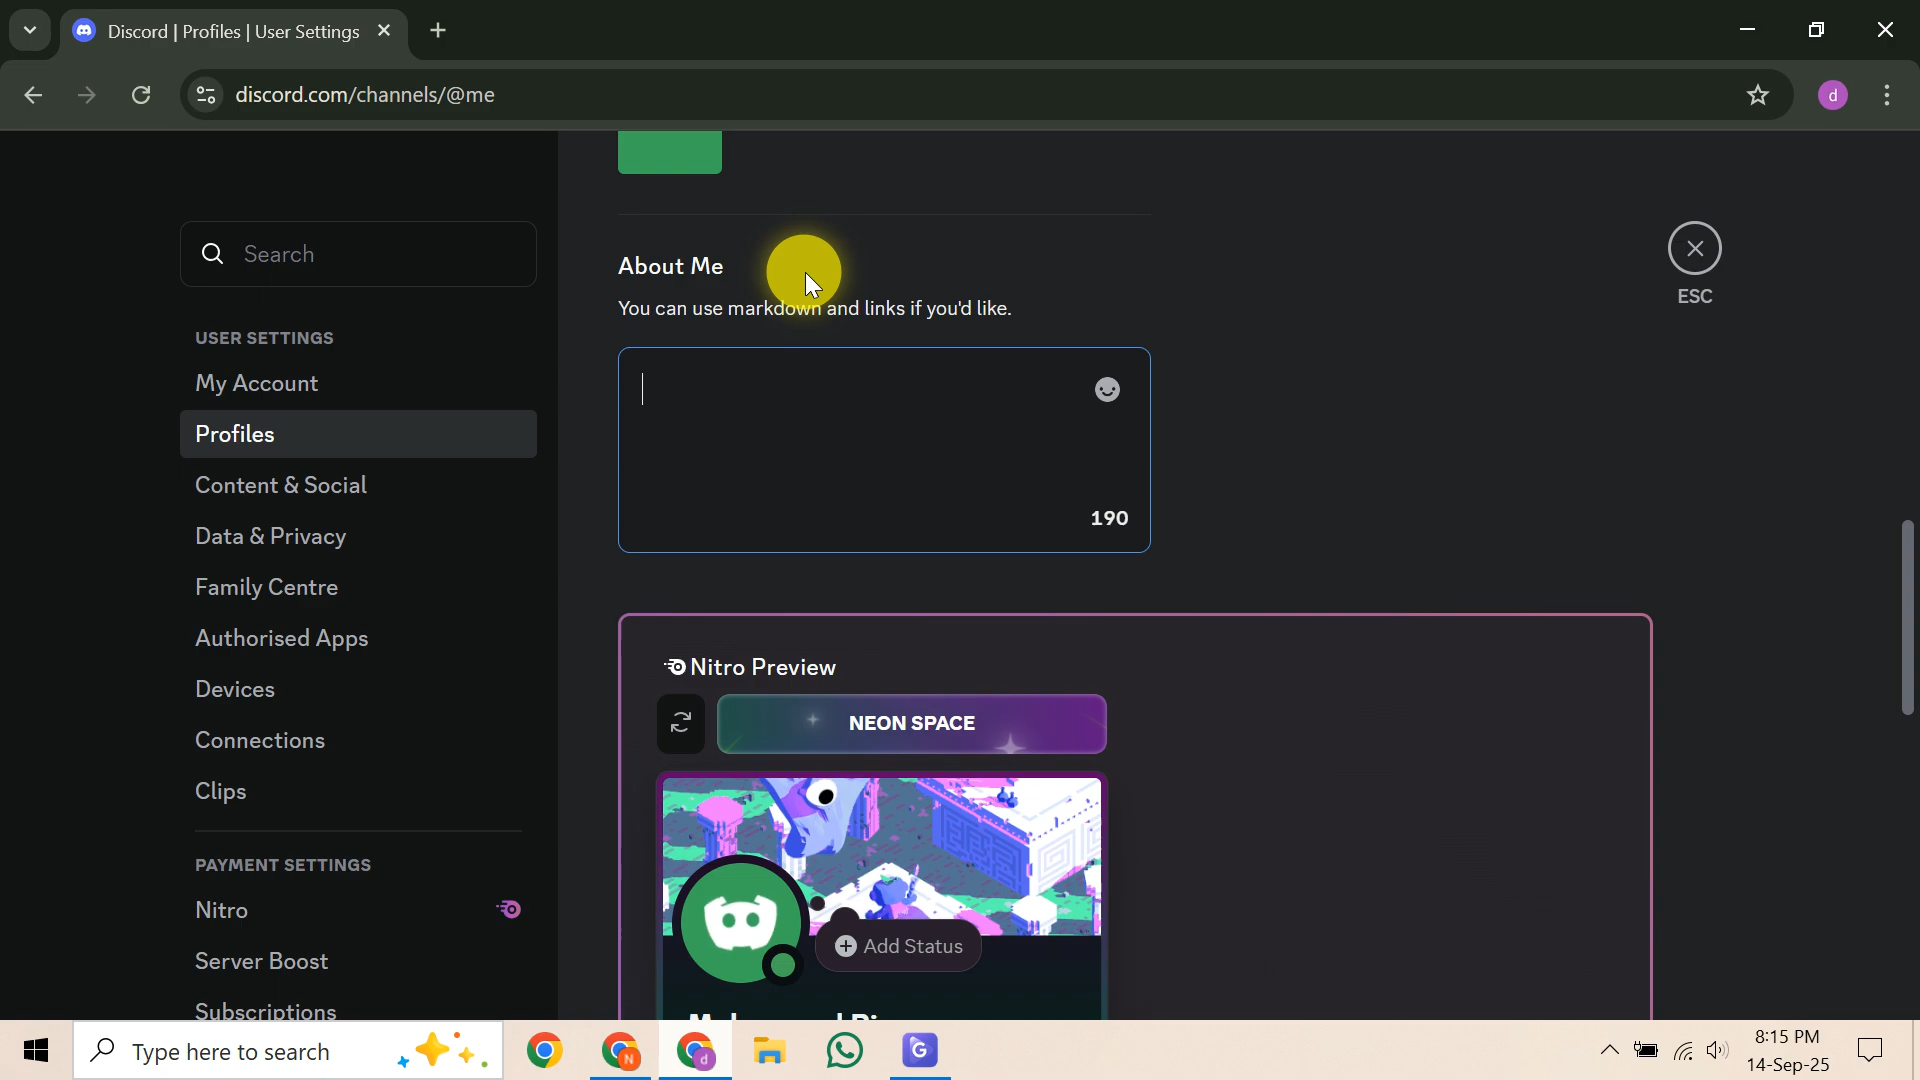 Discord | Profiles | User Settings
discord.com/channels/@me
d
Search
USER SETTINGS
My Account
Profiles
Content & Social
Data & Privacy
Family Centre
Authorised Apps
Devices
Connections
Clips
PAYMENT SETTINGS
Nitro
Server Boost
Subscriptions
About Me
You can use markdown and links if you'd like.
190
ESC
Nitro Preview
NEON SPACE
Add Status
Type here to search
N
d
G
8:15 PM
14-Sep-25